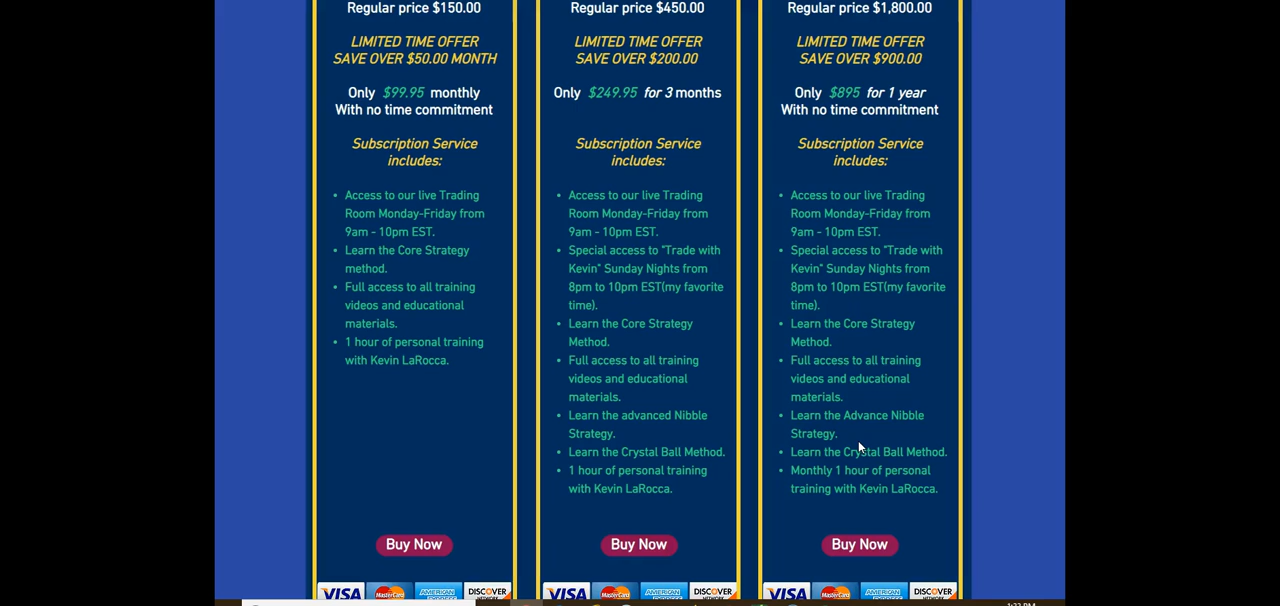 Regular price $150.00
LIMITED TIME OFFER
SAVE OVER $50.00 MONTH
Only $99.95 monthly
With no time commitment
Subscription Service
includes:
• Access to our live Trading
Room Monday-Friday from
9am - 10pm EST.
• Learn the Core Strategy
method.
• Full access to all training
videos and educational
materials.
• 1 hour of personal training
with Kevin LaRocca.
Buy Now
VISA MasterCard AMERICAN EXPRESS DISCOVER
Regular price $450.00
LIMITED TIME OFFER
SAVE OVER $200.00
Only $249.95 for 3 months
Subscription Service
includes:
• Access to our live Trading
Room Monday-Friday from
9am - 10pm EST.
• Special access to "Trade with
Kevin" Sunday Nights from
8pm to 10pm EST(my favorite
time).
• Learn the Core Strategy
Method.
• Full access to all training
videos and educational
materials.
• Learn the advanced Nibble
Strategy.
• Learn the Crystal Ball Method.
• 1 hour of personal training
with Kevin LaRocca.
Buy Now
VISA MasterCard AMERICAN EXPRESS DISCOVER
Regular price $1,800.00
LIMITED TIME OFFER
SAVE OVER $900.00
Only $895 for 1 year
With no time commitment
Subscription Service
includes:
• Access to our live Trading
Room Monday-Friday from
9am - 10pm EST.
• Special access to "Trade with
Kevin" Sunday Nights from
8pm to 10pm EST(my favorite
time).
• Learn the Core Strategy
Method.
• Full access to all training
videos and educational
materials.
• Learn the Advance Nibble
Strategy.
• Learn the Crystal Ball Method.
• Monthly 1 hour of personal
training with Kevin LaRocca.
Buy Now
VISA MasterCard AMERICAN EXPRESS DISCOVER